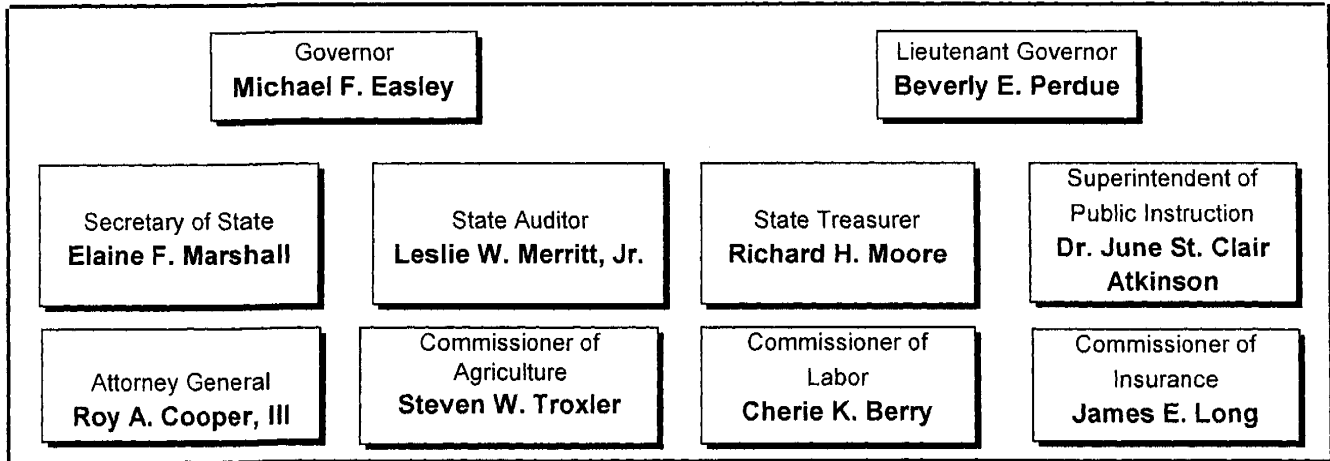 Governor
Michael F. Easley
Lieutenant Governor
Beverly E. Perdue
Secretary of State
Elaine F. Marshall
State Auditor
Leslie W. Merritt, Jr.
State Treasurer
Richard H. Moore
Superintendent of
Public Instruction
Dr. June St. Clair
Atkinson
Attorney General
Roy A. Cooper, III
Commissioner of
Agriculture
Steven W. Troxler
Commissioner of
Labor
Cherie K. Berry
Commissioner of
Insurance
James E. Long